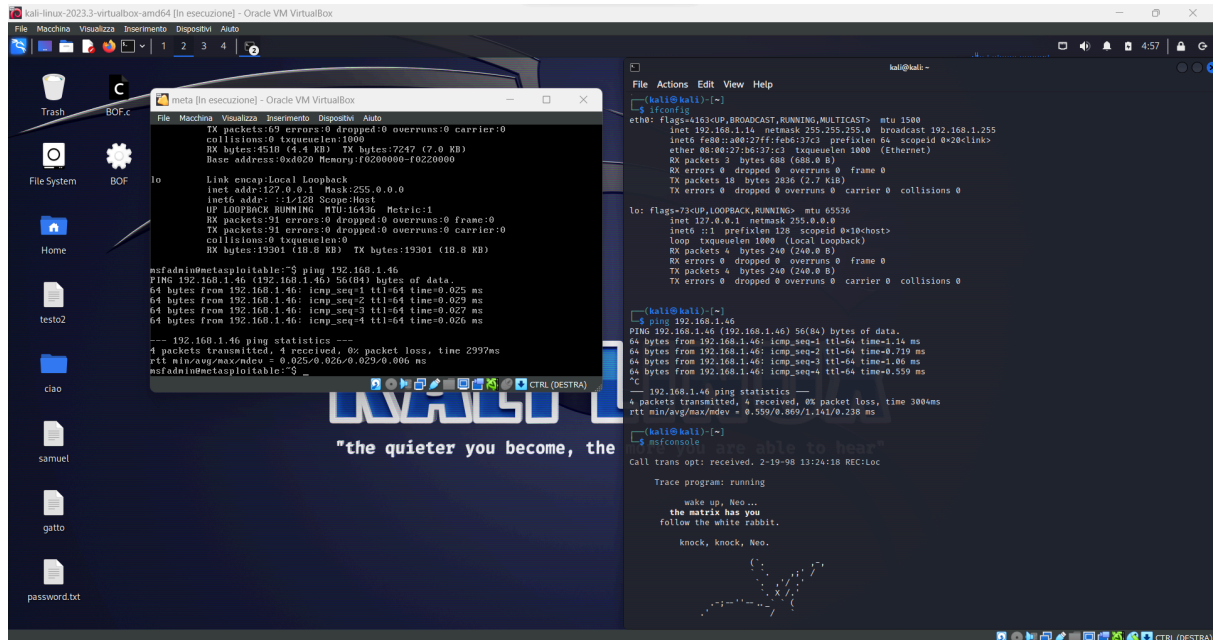 kali-linux-2023.3-virtualbox-amd64 [In esecuzione] - Oracle VM VirtualBox
File Macchina Visualizza Inserimento Dispositivi Aiuto
1 2 3 4
2
4:57
Trash
BOF.c
File System
BOF
Home
testo2
ciao
samuel
gatto
password.txt
meta [In esecuzione] - Oracle VM VirtualBox
File Macchina Visualizza Inserimento Dispositivi Aiuto
TX packets:69 errors:0 dropped:0 overruns:0 carrier:0
collisions:0 txqueuelen:1000
RX bytes:4518 (4.4 KB) TX bytes:7247 (7.0 KB)
Base address:0xd020 Memory:f0200000-f0220000
lo Link encap:Local Loopback
inet addr:127.0.0.1 Mask:255.0.0.0
inet6 addr: ::1/128 Scope:Host
UP LOOPBACK RUNNING MTU:16436 Metric:1
RX packets:91 errors:0 dropped:0 overruns:0 frame:0
TX packets:91 errors:0 dropped:0 overruns:0 carrier:0
collisions:0 txqueuelen:0
RX bytes:19301 (18.8 KB) TX bytes:19301 (18.8 KB)
msfadmin@metasploitable:~$ ping 192.168.1.46
PING 192.168.1.46 (192.168.1.46) 56(84) bytes of data.
64 bytes from 192.168.1.46: icmp_seq=1 ttl=64 time=0.025 ms
64 bytes from 192.168.1.46: icmp_seq=2 ttl=64 time=0.029 ms
64 bytes from 192.168.1.46: icmp_seq=3 ttl=64 time=0.027 ms
64 bytes from 192.168.1.46: icmp_seq=4 ttl=64 time=0.026 ms
--- 192.168.1.46 ping statistics ---
4 packets transmitted, 4 received, 0% packet loss, time 2997ms
rtt min/avg/max/mdev = 0.025/0.026/0.029/0.006 ms
msfadmin@metasploitable:~$ _
CTRL (DESTRA)
"the quieter you become, the more you are able to hear"
kali@kali: ~
File Actions Edit View Help
(kali㉿kali)-[~]
$ ifconfig
eth0: flags=4163<UP,BROADCAST,RUNNING,MULTICAST> mtu 1500
inet 192.168.1.14 netmask 255.255.255.0 broadcast 192.168.1.255
inet6 fe80::a00:27ff:feb6:37c3 prefixlen 64 scopeid 0×20<link>
ether 08:00:27:b6:37:c3 txqueuelen 1000 (Ethernet)
RX packets 3 bytes 688 (688.0 B)
RX errors 0 dropped 0 overruns 0 frame 0
TX packets 18 bytes 2836 (2.7 KiB)
TX errors 0 dropped 0 overruns 0 carrier 0 collisions 0
lo: flags=73<UP,LOOPBACK,RUNNING> mtu 65536
inet 127.0.0.1 netmask 255.0.0.0
inet6 ::1 prefixlen 128 scopeid 0×10<host>
loop txqueuelen 1000 (Local Loopback)
RX packets 4 bytes 240 (240.0 B)
RX errors 0 dropped 0 overruns 0 frame 0
TX packets 4 bytes 240 (240.0 B)
TX errors 0 dropped 0 overruns 0 carrier 0 collisions 0
(kali㉿kali)-[~]
$ ping 192.168.1.46
PING 192.168.1.46 (192.168.1.46) 56(84) bytes of data.
64 bytes from 192.168.1.46: icmp_seq=1 ttl=64 time=1.14 ms
64 bytes from 192.168.1.46: icmp_seq=2 ttl=64 time=0.719 ms
64 bytes from 192.168.1.46: icmp_seq=3 ttl=64 time=1.06 ms
64 bytes from 192.168.1.46: icmp_seq=4 ttl=64 time=0.559 ms
^C
--- 192.168.1.46 ping statistics ---
4 packets transmitted, 4 received, 0% packet loss, time 3004ms
rtt min/avg/max/mdev = 0.559/0.869/1.141/0.238 ms
(kali㉿kali)-[~]
$ msfconsole
Call trans opt: received. 2-19-98 13:24:18 REC:Loc
Trace program: running
wake up, Neo...
the matrix has you
follow the white rabbit.
knock, knock, Neo.
CTRL (DESTRA)